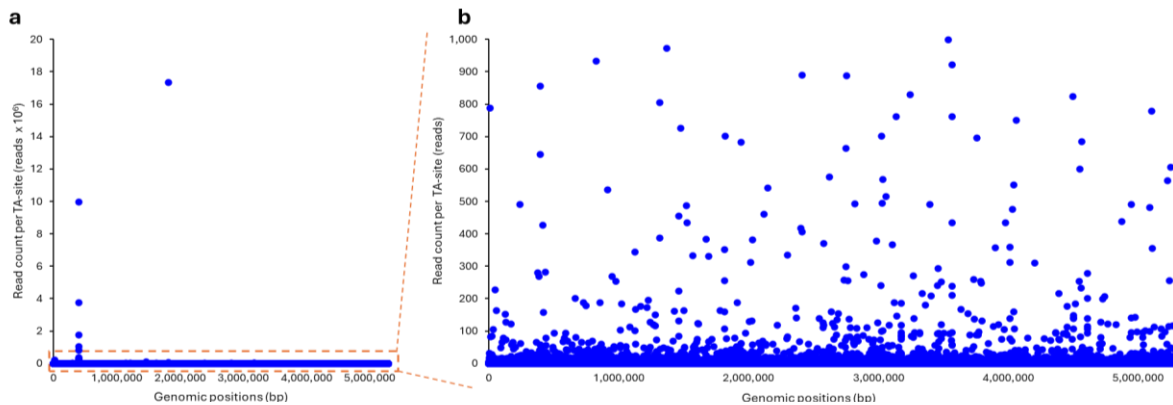 a
b
20
18
16
14
12
10
8
6
4
2
0
Read count per TA-site (reads x 10⁶)
0 1,000,000 2,000,000 3,000,000 4,000,000 5,000,000
Genomic positions (bp)
1,000
900
800
700
600
500
400
300
200
100
0
Read count per TA-site (reads)
0 1,000,000 2,000,000 3,000,000 4,000,000 5,000,000
Genomic positions (bp)